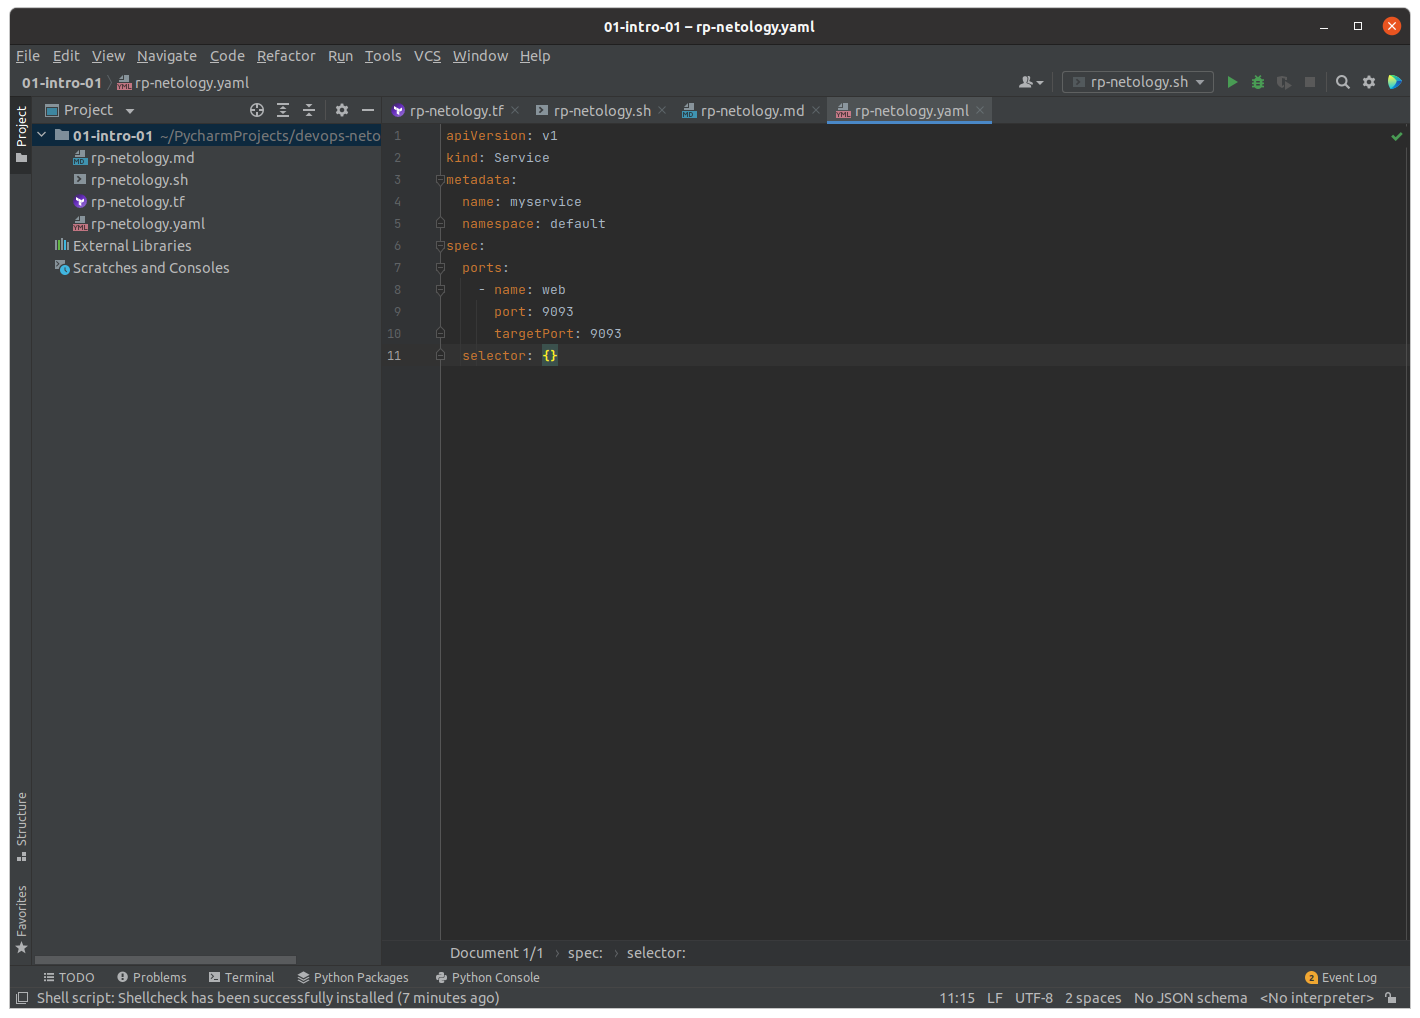 01-intro-01 – rp-netology.yaml
File Edit View Navigate Code Refactor Run Tools VCS Window Help
01-intro-01 rp-netology.yaml rp-netology.sh
Project
Project
rp-netology.tf rp-netology.sh rp-netology.md rp-netology.yaml
01-intro-01 ~/PycharmProjects/devops-neto
rp-netology.md
rp-netology.sh
rp-netology.tf
rp-netology.yaml
External Libraries
Scratches and Consoles
1 apiVersion: v1
2 kind: Service
3 metadata:
4 name: myservice
5 namespace: default
6 spec:
7 ports:
8 - name: web
9 port: 9093
10 targetPort: 9093
11 selector: {}
Structure
Favorites
Document 1/1 › spec: › selector:
TODO Problems Terminal Python Packages Python Console 2 Event Log
Shell script: Shellcheck has been successfully installed (7 minutes ago) 11:15 LF UTF-8 2 spaces No JSON schema <No interpreter>